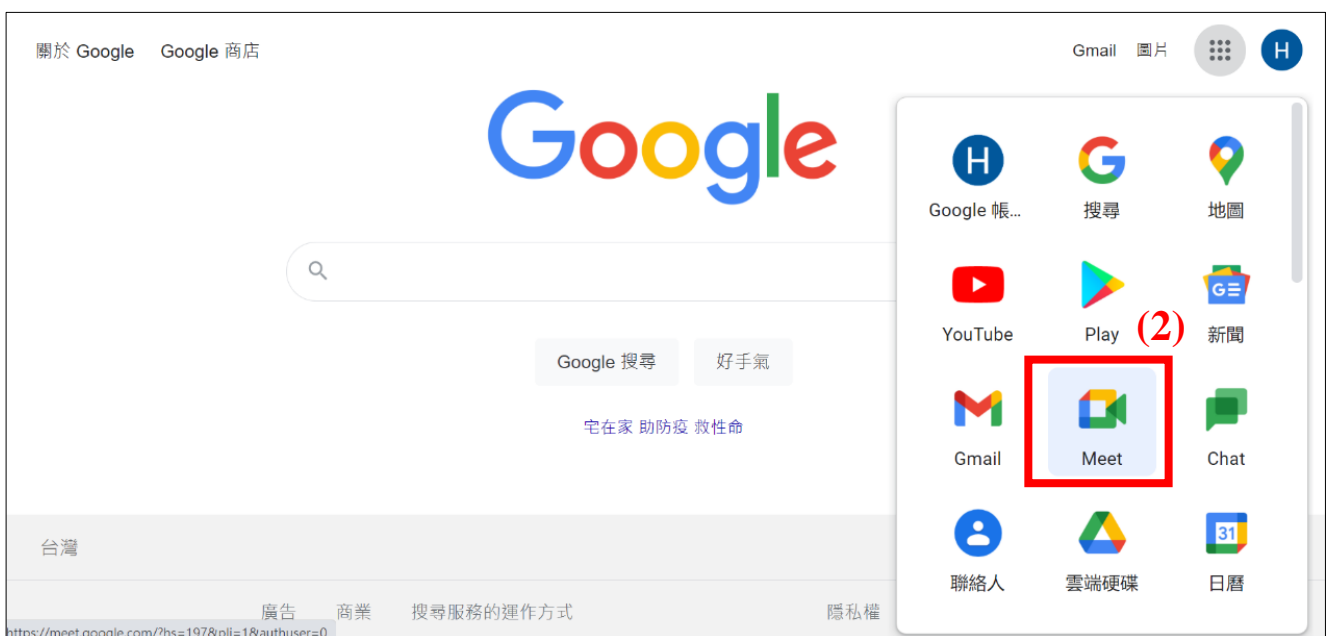 關於 Google Google 商店 Gmail 圖片 H
Google
H
Google 帳... 搜尋 地圖
YouTube Play (2) 新聞
Google 搜尋 好手氣
宅在家 助防疫 救性命
Gmail Meet Chat
31
聯絡人 雲端硬碟 日曆
台灣
廣告 商業 搜尋服務的運作方式 隱私權
https://meet.google.com/?hs=197&pli=1&authuser=0